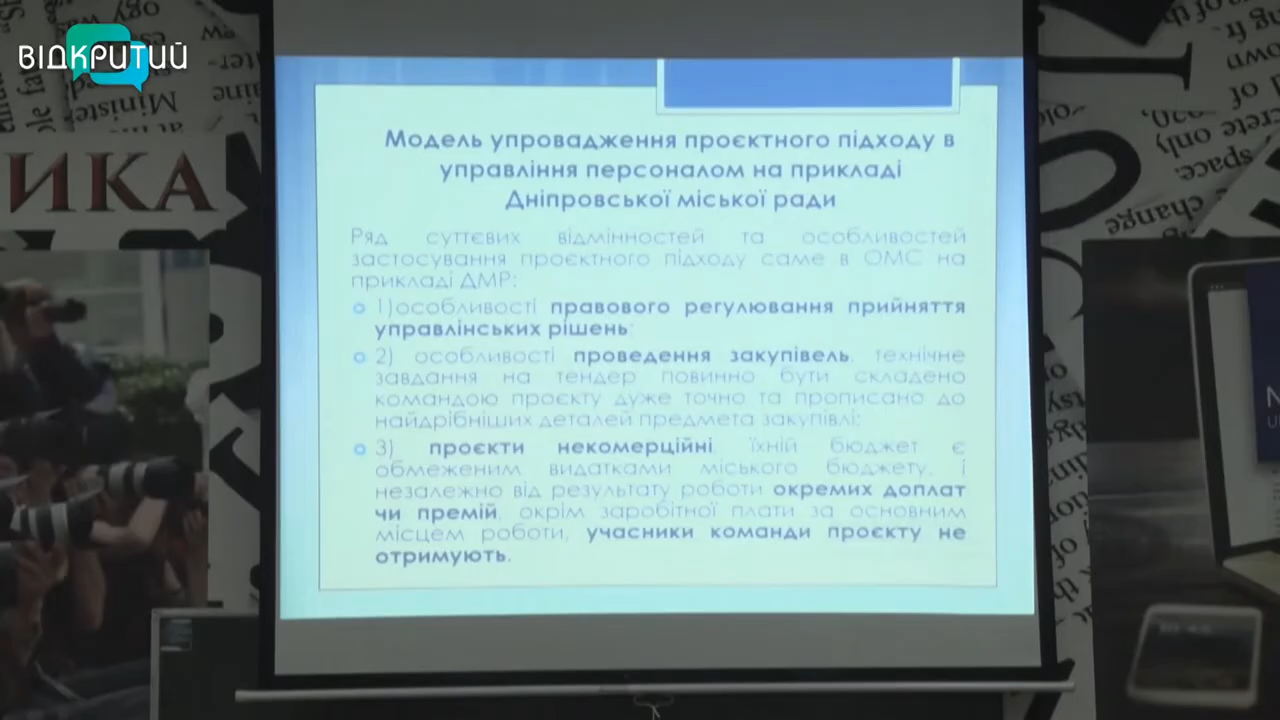 ВІДКРИТИЙ
ИКА
Модель упровадження проєктного підходу в
управління персоналом на прикладі
Дніпровської міської ради
Ряд суттєвих відмінностей та особливостей
застосування проєктного підходу саме в ОМС на
прикладі ДМР:
1)особливості правового регулювання прийняття
управлінських рішень;
2) особливості проведення закупівель, технічне
завдання на тендер повинно бути складено
командою проєкту дуже точно та прописано до
найдрібніших деталей предмета закупівлі;
3) проєкти некомерційні, їхній бюджет є
обмеженим видатками міського бюджету, і
незалежно від результату роботи окремих доплат
чи премій, окрім заробітної плати за основним
місцем роботи, учасники команди проєкту не
отримують.
space.
change
crete only